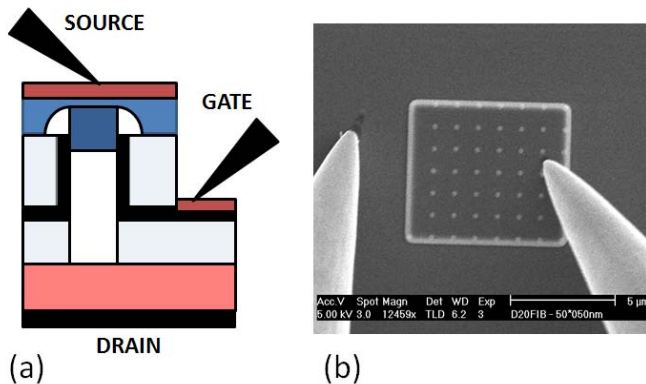 SOURCE
GATE
DRAIN
(a)
Acc.V Spot Magn Det WD Exp 5 μm
5.00 kV 3.0 12459x TLD 6.2 3 D20FIB - 50*050nm
(b)